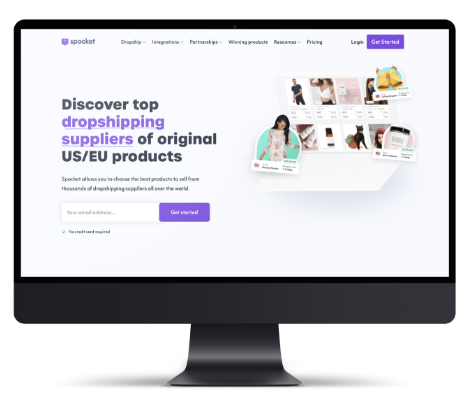 spocket
Dropship Integrations Partnerships Winning products Resources Pricing Login Get Started
Discover top
dropshipping
suppliers of original
US/EU products
Spocket allows you to choose the best products to sell from
thousands of dropshipping suppliers all over the world.
Your email address... Get started
No credit card required